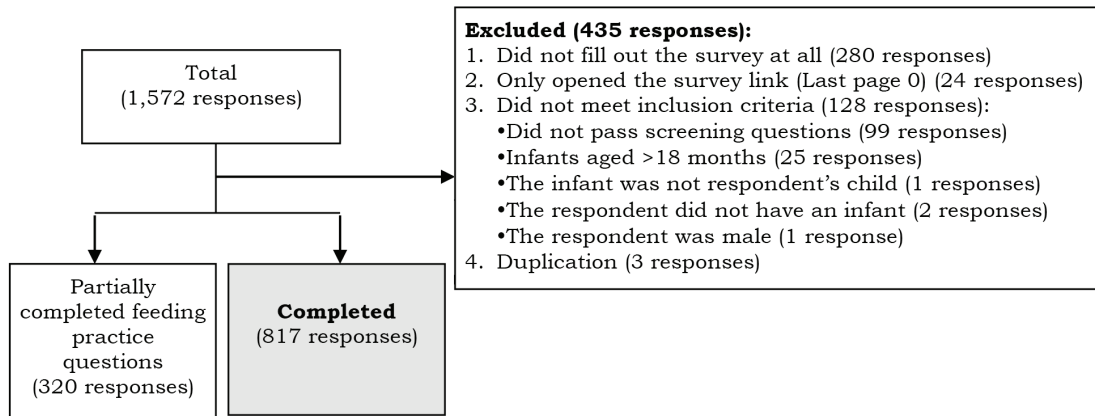 Total
(1,572 responses)
Excluded (435 responses):
1. Did not fill out the survey at all (280 responses)
2. Only opened the survey link (Last page 0) (24 responses)
3. Did not meet inclusion criteria (128 responses):
•Did not pass screening questions (99 responses)
•Infants aged >18 months (25 responses)
•The infant was not respondent’s child (1 responses)
•The respondent did not have an infant (2 responses)
•The respondent was male (1 response)
4. Duplication (3 responses)
Partially
completed feeding
practice
questions
(320 responses)
Completed
(817 responses)